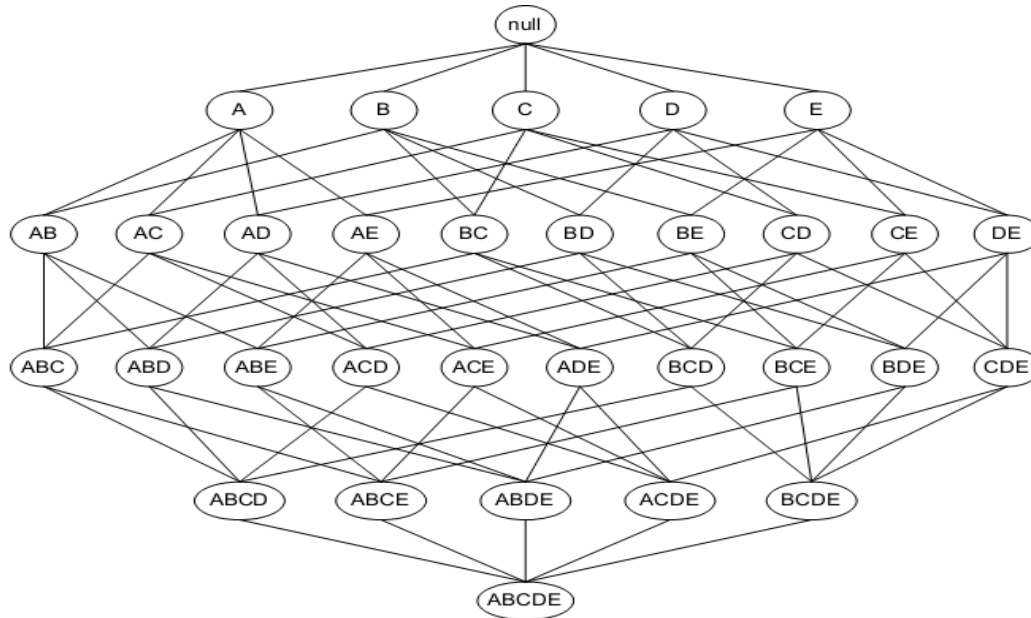 null
A B C D E
AB AC AD AE BC BD BE CD CE DE
ABC ABD ABE ACD ACE ADE BCD BCE BDE CDE
ABCD ABCE ABDE ACDE BCDE
ABCDE